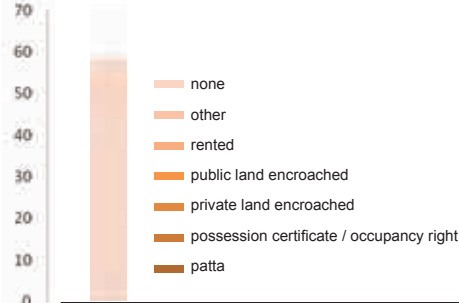 70
60
50
40
30
20
10
0
none
other
rented
public land encroached
private land encroached
possession certificate / occupancy right
patta